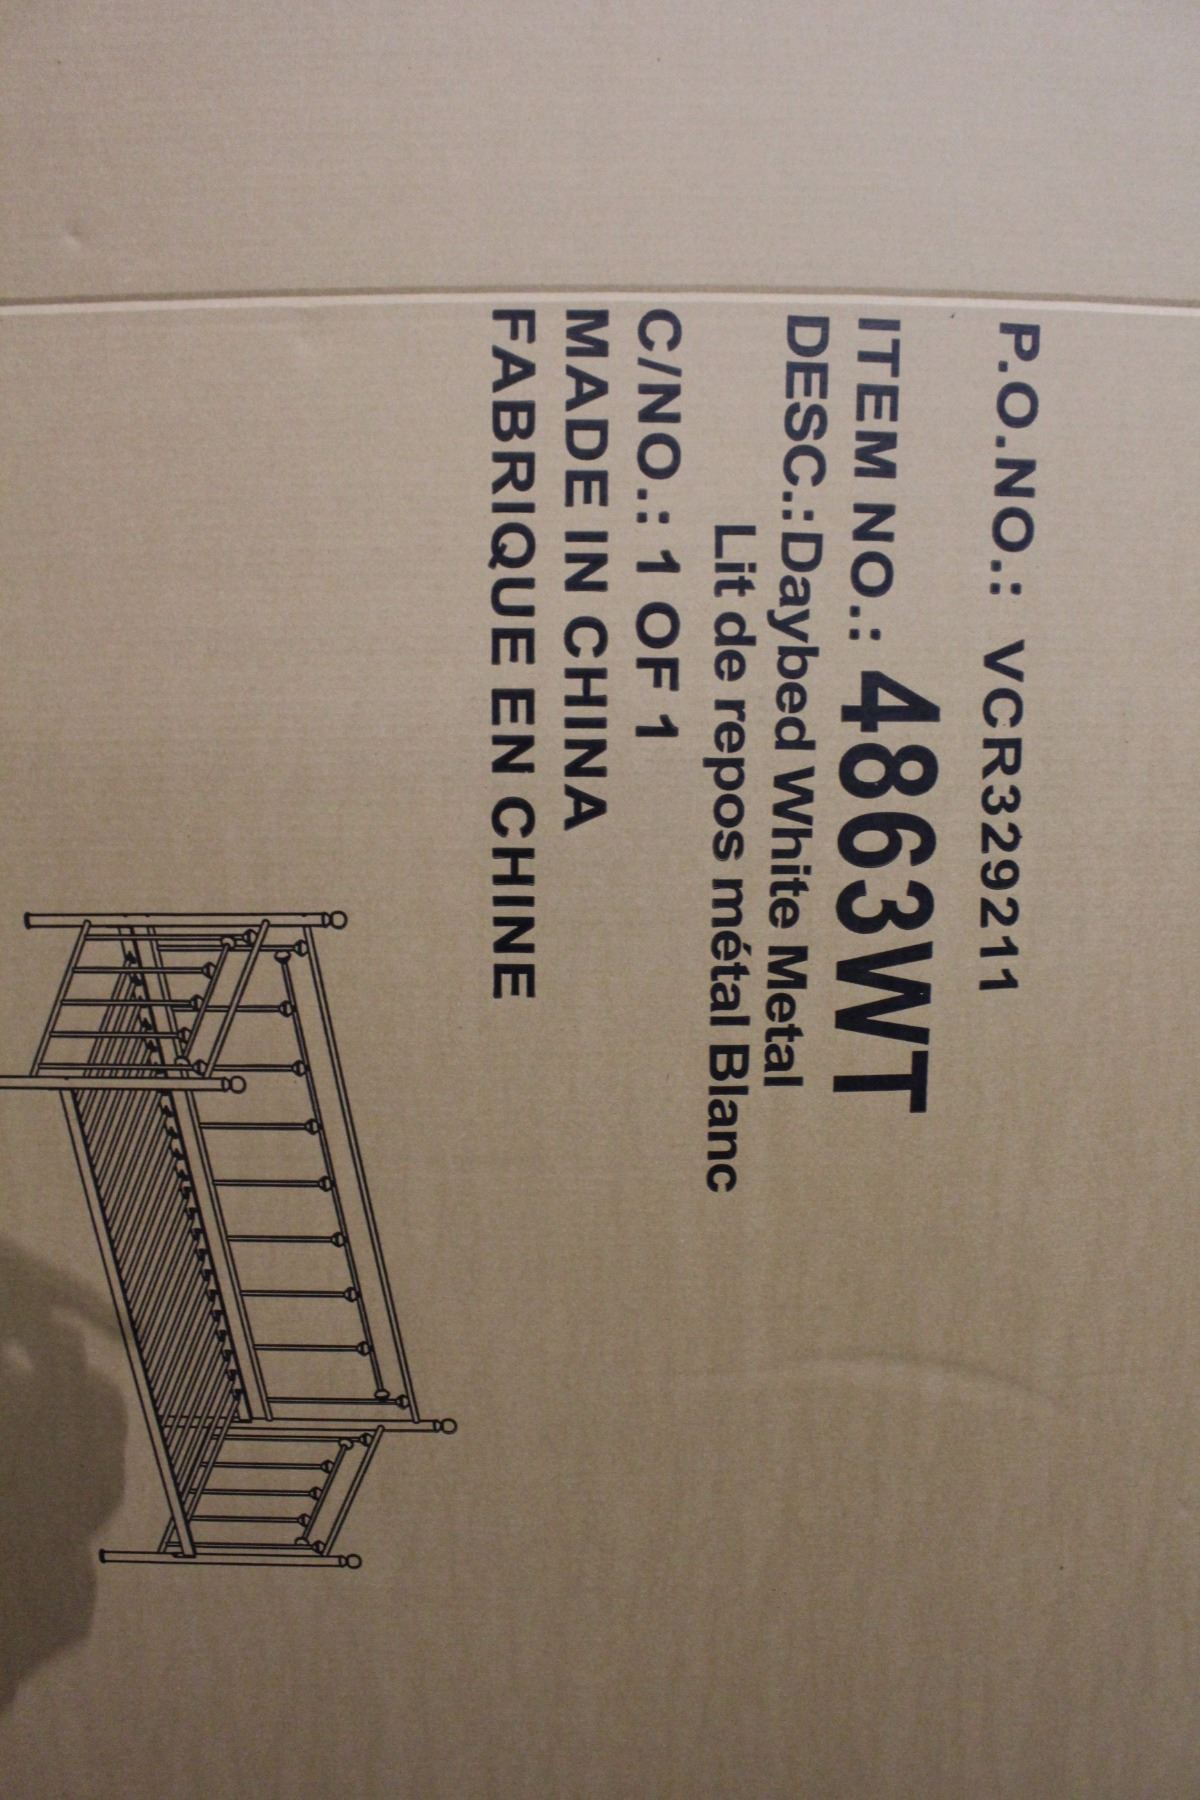 P.O.NO.: VCR329211
ITEM NO.: 4863WT
DESC.:Daybed White Metal
Lit de repos métal Blanc
C/NO.: 1 OF 1
MADE IN CHINA
FABRIQUE EN CHINE